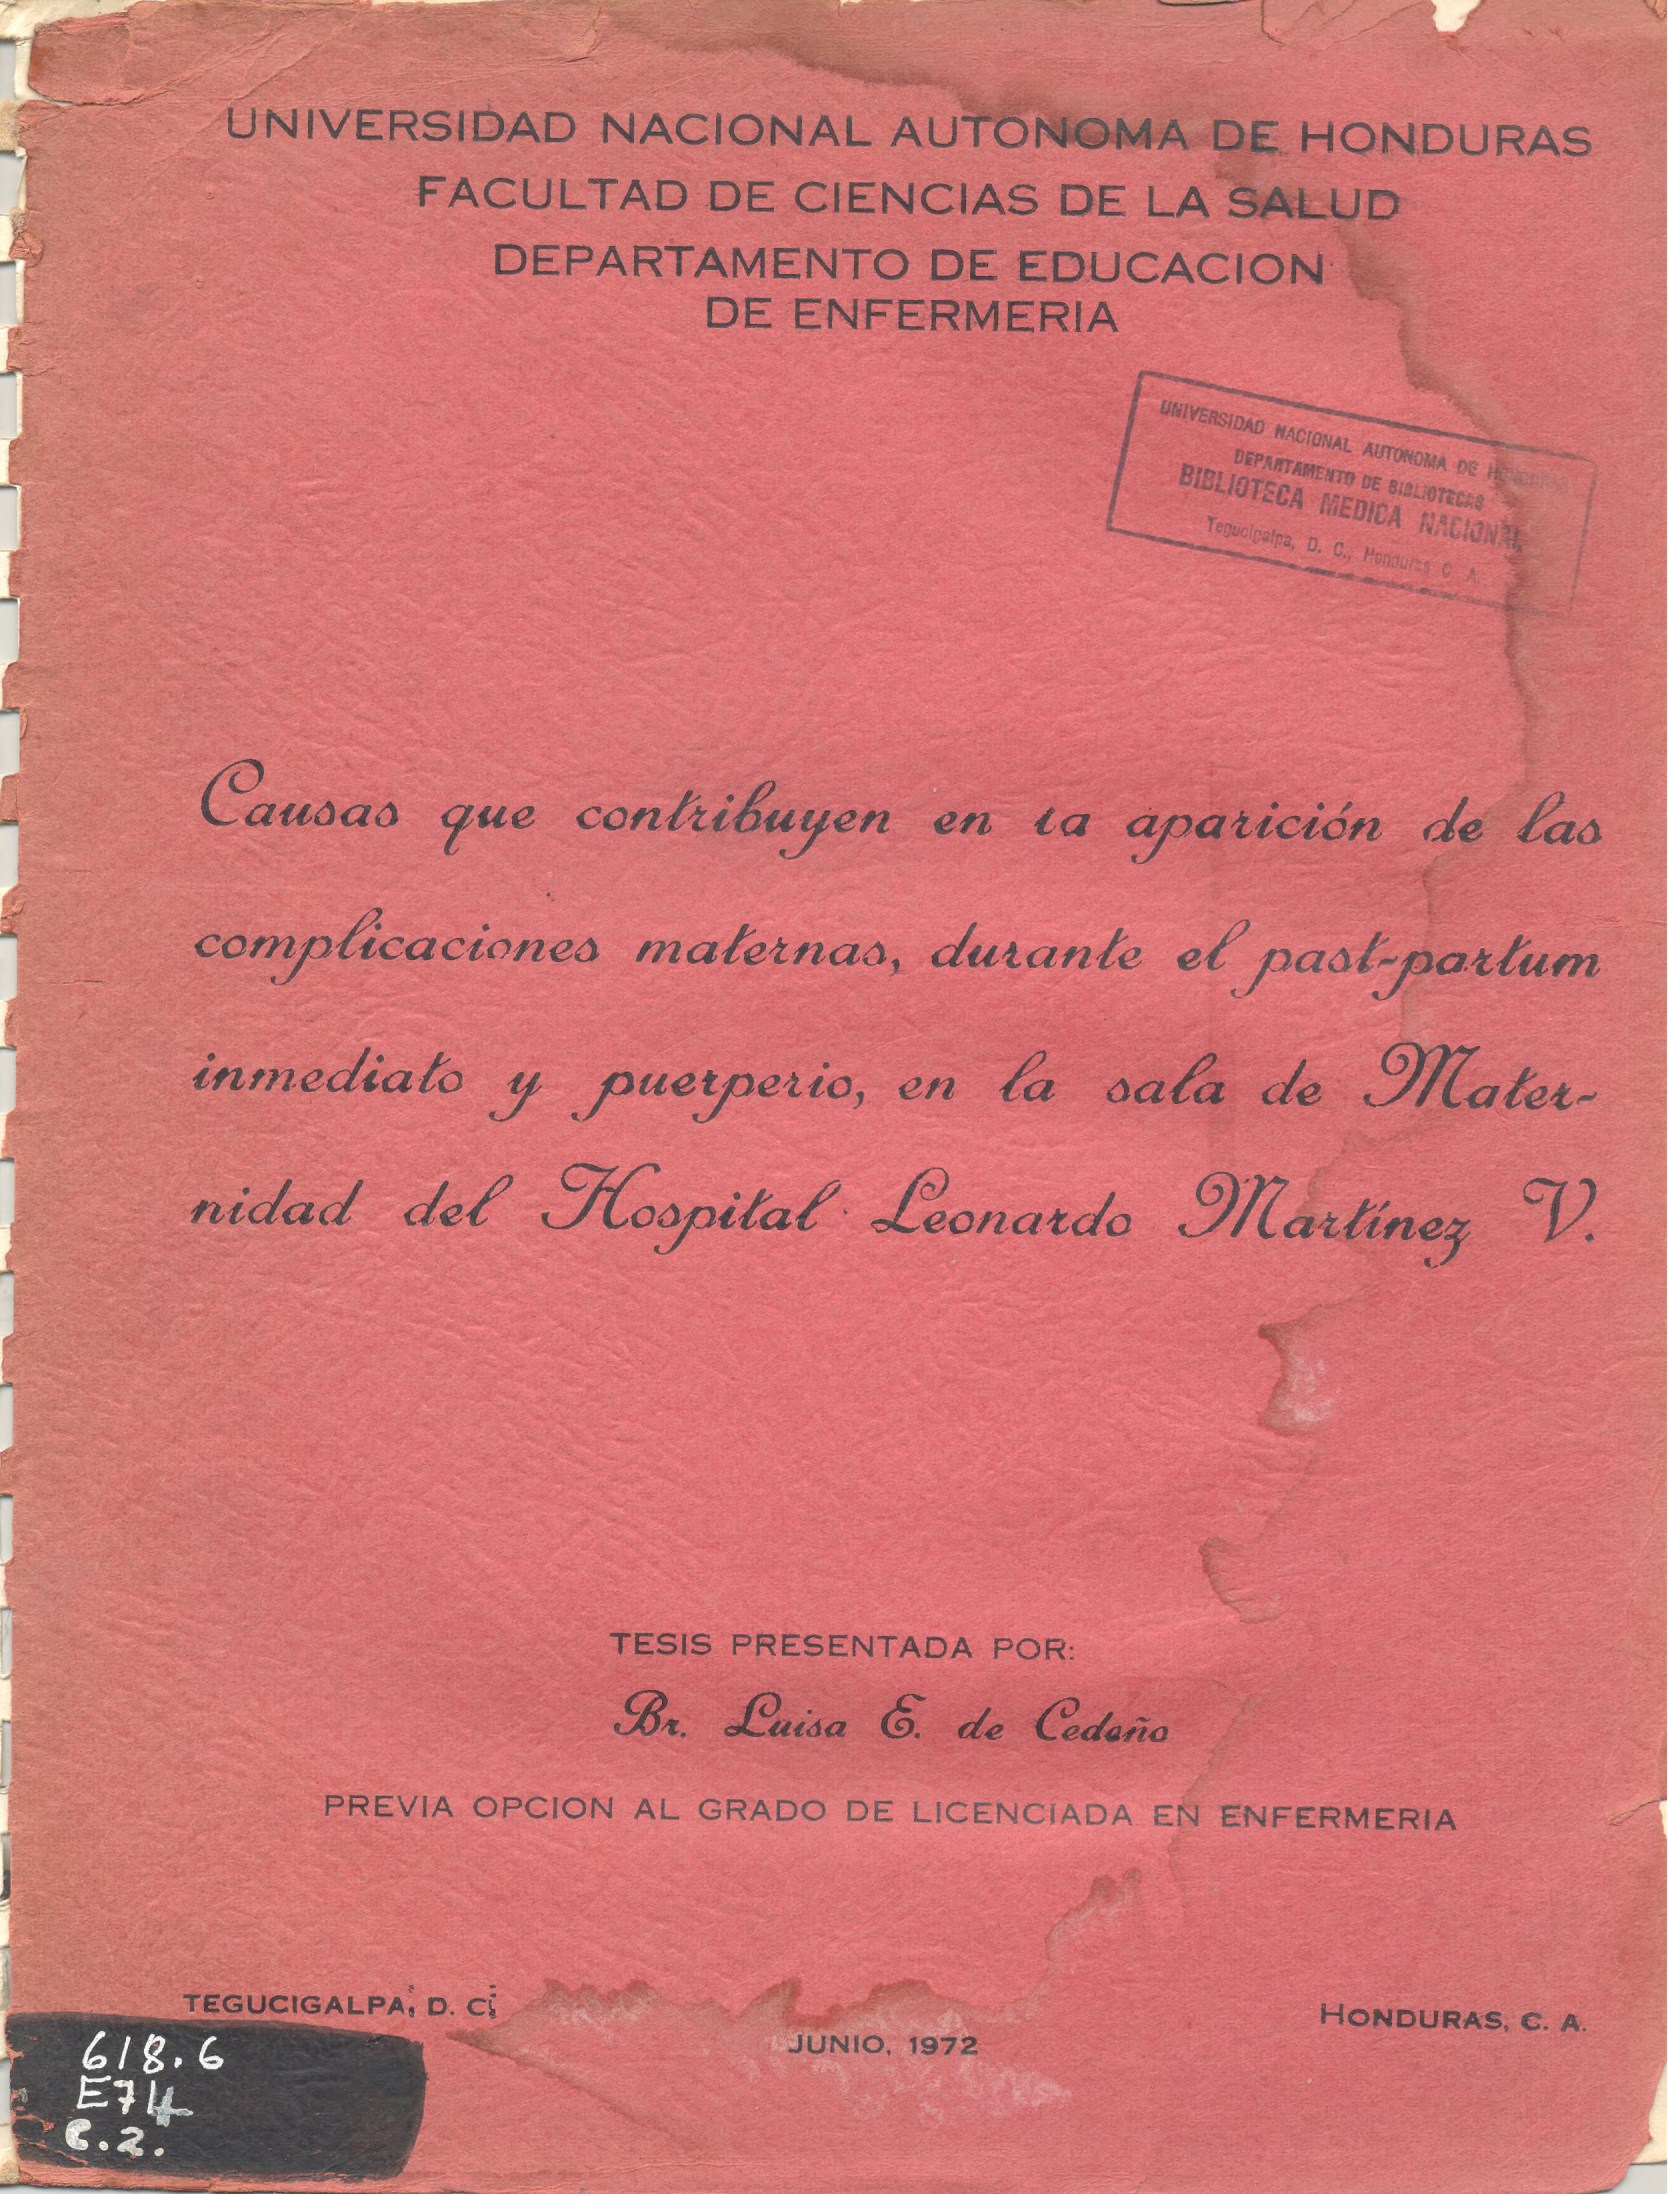 UNIVERSIDAD NACIONAL AUTONOMA DE HONDURAS
FACULTAD DE CIENCIAS DE LA SALUD
DEPARTAMENTO DE EDUCACION
DE ENFERMERIA
UNIVERSIDAD NACIONAL AUTONOMA DE HONDURAS
DEPARTAMENTO DE BIBLIOTECAS
BIBLIOTECA MEDICA NACIONAL
Tegucigalpa, D. C., Honduras C. A.
Causas que contribuyen en la aparición de las
complicaciones maternas, durante el past-partum
inmediato y puerperio, en la sala de Mater-
nidad del Hospital Leonardo Martínez V.
TESIS PRESENTADA POR:
Br. Luisa E. de Cedeño
PREVIA OPCION AL GRADO DE LICENCIADA EN ENFERMERIA
TEGUCIGALPA, D. C.
HONDURAS, C. A.
JUNIO, 1972
618.6
E74
C.2.